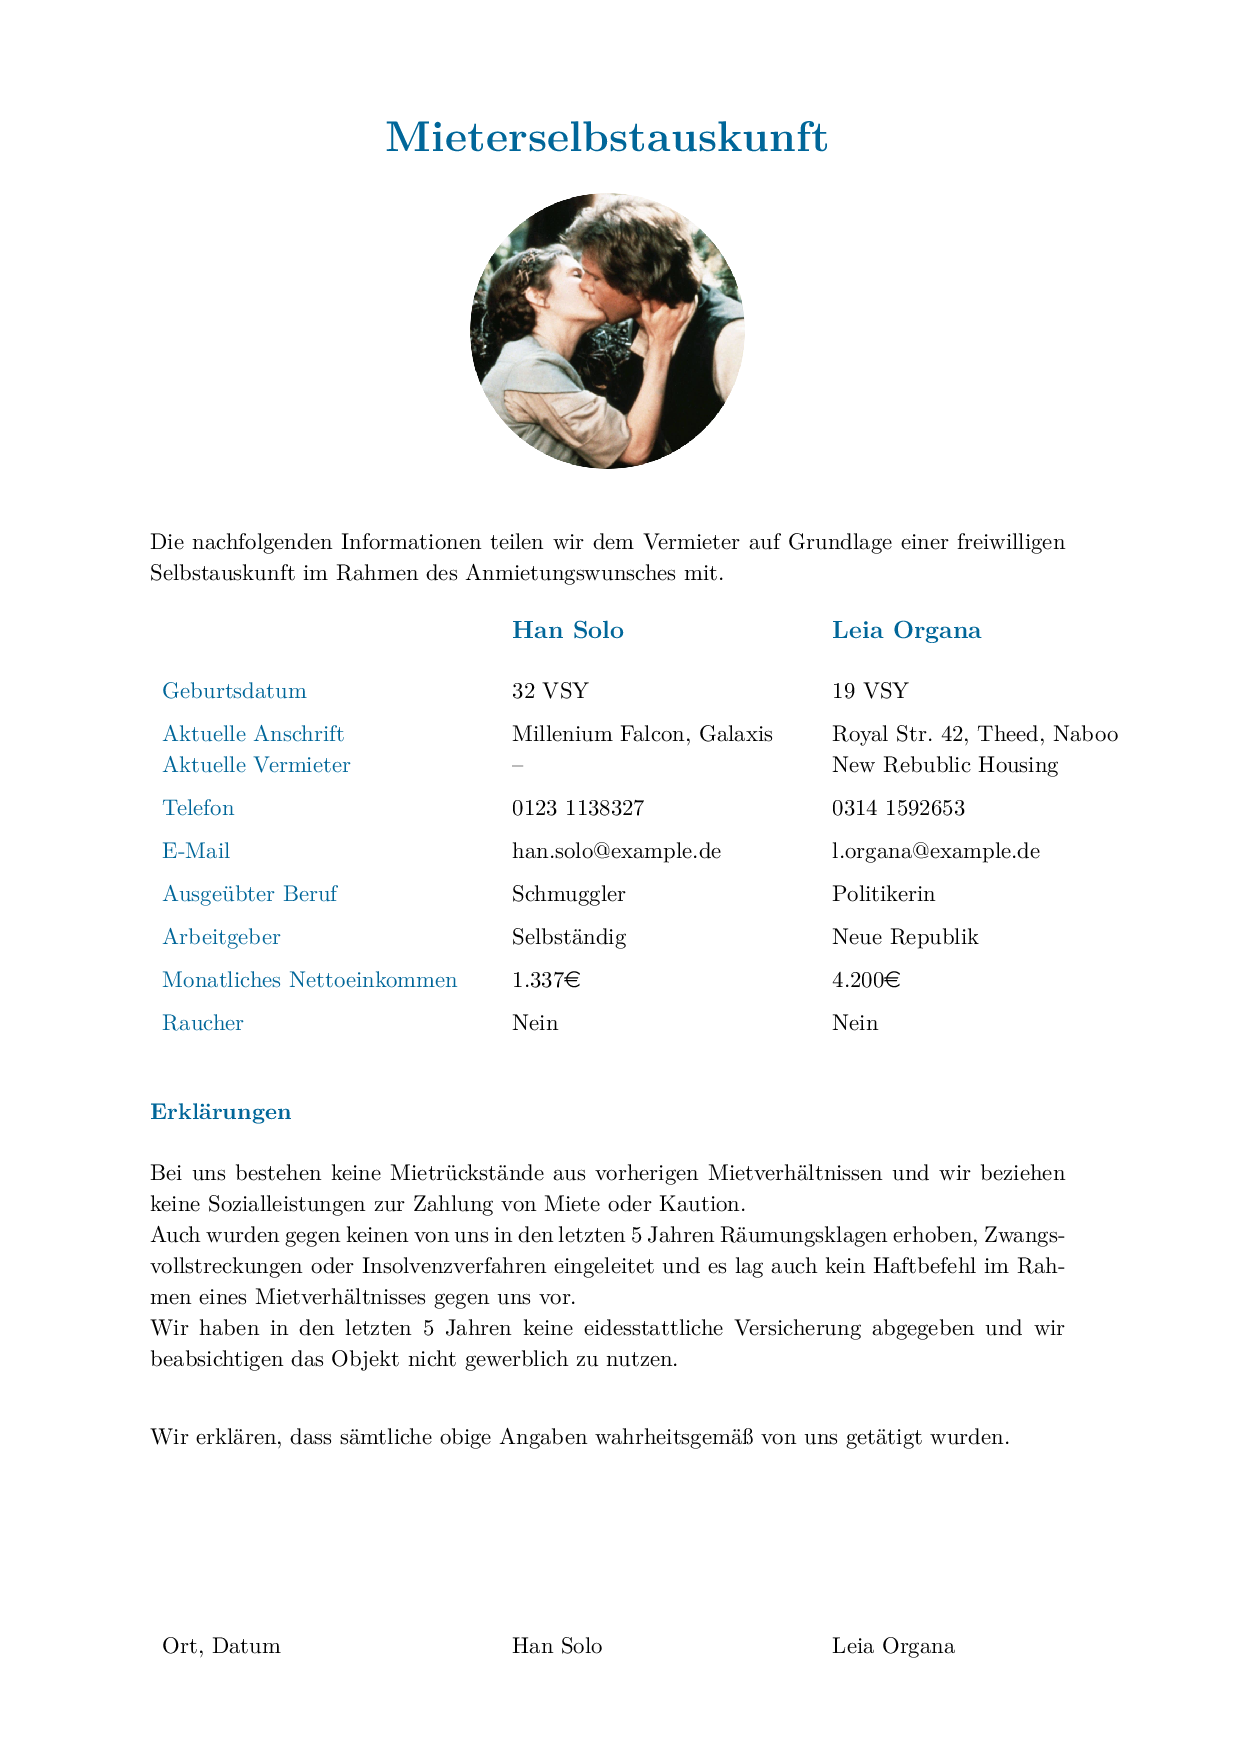 Mieterselbstauskunft
Die nachfolgenden Informationen teilen wir dem Vermieter auf Grundlage einer freiwilligen
Selbstauskunft im Rahmen des Anmietungswunsches mit.
Han Solo Leia Organa
Geburtsdatum 32 VSY 19 VSY
Aktuelle Anschrift Millenium Falcon, Galaxis Royal Str. 42, Theed, Naboo
Aktuelle Vermieter – New Rebublic Housing
Telefon 0123 1138327 0314 1592653
E-Mail han.solo@example.de l.organa@example.de
Ausgeübter Beruf Schmuggler Politikerin
Arbeitgeber Selbständig Neue Republik
Monatliches Nettoeinkommen 1.337€ 4.200€
Raucher Nein Nein
Erklärungen
Bei uns bestehen keine Mietrückstände aus vorherigen Mietverhältnissen und wir beziehen
keine Sozialleistungen zur Zahlung von Miete oder Kaution.
Auch wurden gegen keinen von uns in den letzten 5 Jahren Räumungsklagen erhoben, Zwangs-
vollstreckungen oder Insolvenzverfahren eingeleitet und es lag auch kein Haftbefehl im Rah-
men eines Mietverhältnisses gegen uns vor.
Wir haben in den letzten 5 Jahren keine eidesstattliche Versicherung abgegeben und wir
beabsichtigen das Objekt nicht gewerblich zu nutzen.
Wir erklären, dass sämtliche obige Angaben wahrheitsgemäß von uns getätigt wurden.
Ort, Datum Han Solo Leia Organa